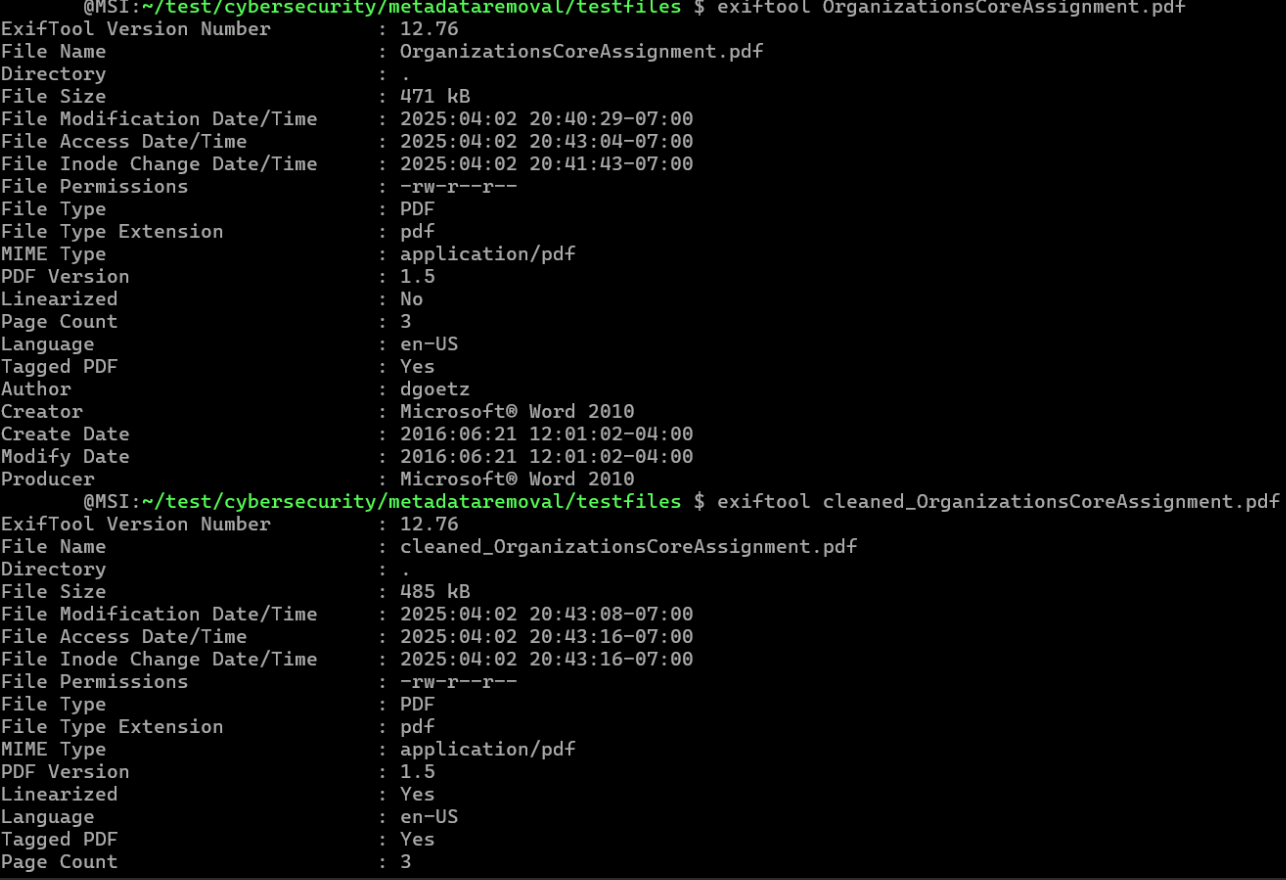 @MSI:~/test/cybersecurity/metadataremoval/testfiles $ exiftool OrganizationsCoreAssignment.pdf
ExifTool Version Number : 12.76
File Name : OrganizationsCoreAssignment.pdf
Directory : .
File Size : 471 kB
File Modification Date/Time : 2025:04:02 20:40:29-07:00
File Access Date/Time : 2025:04:02 20:43:04-07:00
File Inode Change Date/Time : 2025:04:02 20:41:43-07:00
File Permissions : -rw-r--r--
File Type : PDF
File Type Extension : pdf
MIME Type : application/pdf
PDF Version : 1.5
Linearized : No
Page Count : 3
Language : en-US
Tagged PDF : Yes
Author : dgoetz
Creator : Microsoft® Word 2010
Create Date : 2016:06:21 12:01:02-04:00
Modify Date : 2016:06:21 12:01:02-04:00
Producer : Microsoft® Word 2010
@MSI:~/test/cybersecurity/metadataremoval/testfiles $ exiftool cleaned_OrganizationsCoreAssignment.pdf
ExifTool Version Number : 12.76
File Name : cleaned_OrganizationsCoreAssignment.pdf
Directory : .
File Size : 485 kB
File Modification Date/Time : 2025:04:02 20:43:08-07:00
File Access Date/Time : 2025:04:02 20:43:16-07:00
File Inode Change Date/Time : 2025:04:02 20:43:16-07:00
File Permissions : -rw-r--r--
File Type : PDF
File Type Extension : pdf
MIME Type : application/pdf
PDF Version : 1.5
Linearized : Yes
Language : en-US
Tagged PDF : Yes
Page Count : 3